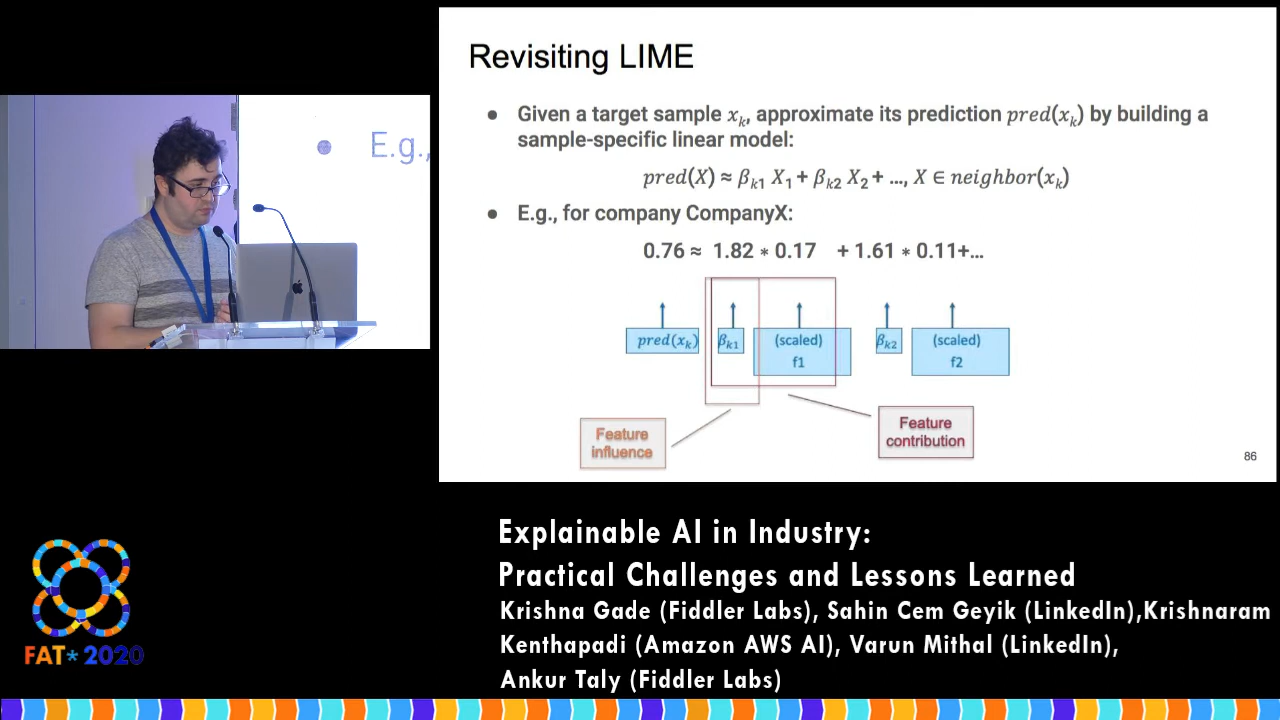 Revisiting LIME
● Given a target sample xₖ, approximate its prediction pred(xₖ) by building a
sample-specific linear model:
pred(X) ≈ βₖ₁ X₁ + βₖ₂ X₂ + …, X ∈ neighbor(xₖ)
● E.g., for company CompanyX:
0.76 ≈ 1.82 * 0.17 + 1.61 * 0.11+…
pred(xₖ)
βₖ₁
(scaled)
f1
βₖ₂
(scaled)
f2
Feature
influence
Feature
contribution
86
● E.g.,
Explainable AI in Industry:
Practical Challenges and Lessons Learned
Krishna Gade (Fiddler Labs), Sahin Cem Geyik (LinkedIn),Krishnaram
Kenthapadi (Amazon AWS AI), Varun Mithal (LinkedIn),
Ankur Taly (Fiddler Labs)
FAT* 2020